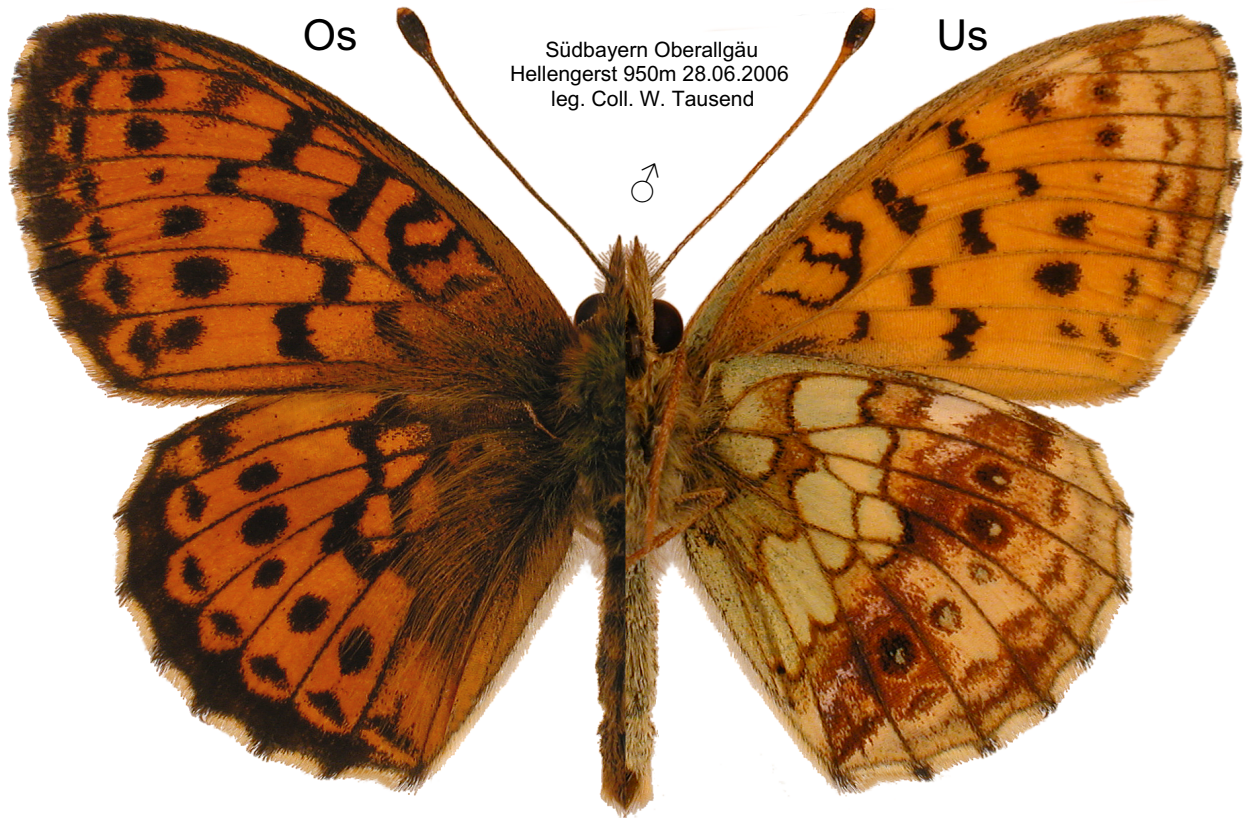 Os
Südbayern Oberallgäu
Hellengerst 950m 28.06.2006
leg. Coll. W. Tausend
♂
Us